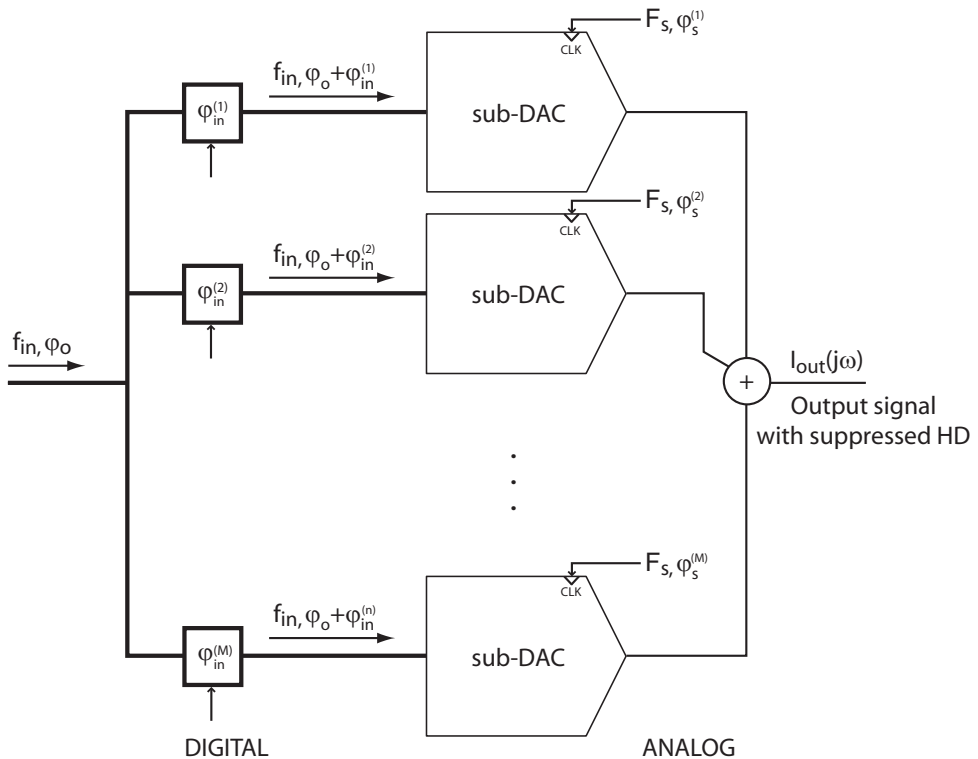 F_s, φ_s^(1)
CLK
f_in, φ_o+φ_in^(1)
φ_in^(1)
sub-DAC
F_s, φ_s^(2)
CLK
f_in, φ_o+φ_in^(2)
φ_in^(2)
sub-DAC
f_in, φ_o
+
I_out(jω)
Output signal
with suppressed HD
F_s, φ_s^(M)
CLK
f_in, φ_o+φ_in^(n)
φ_in^(M)
sub-DAC
DIGITAL
ANALOG